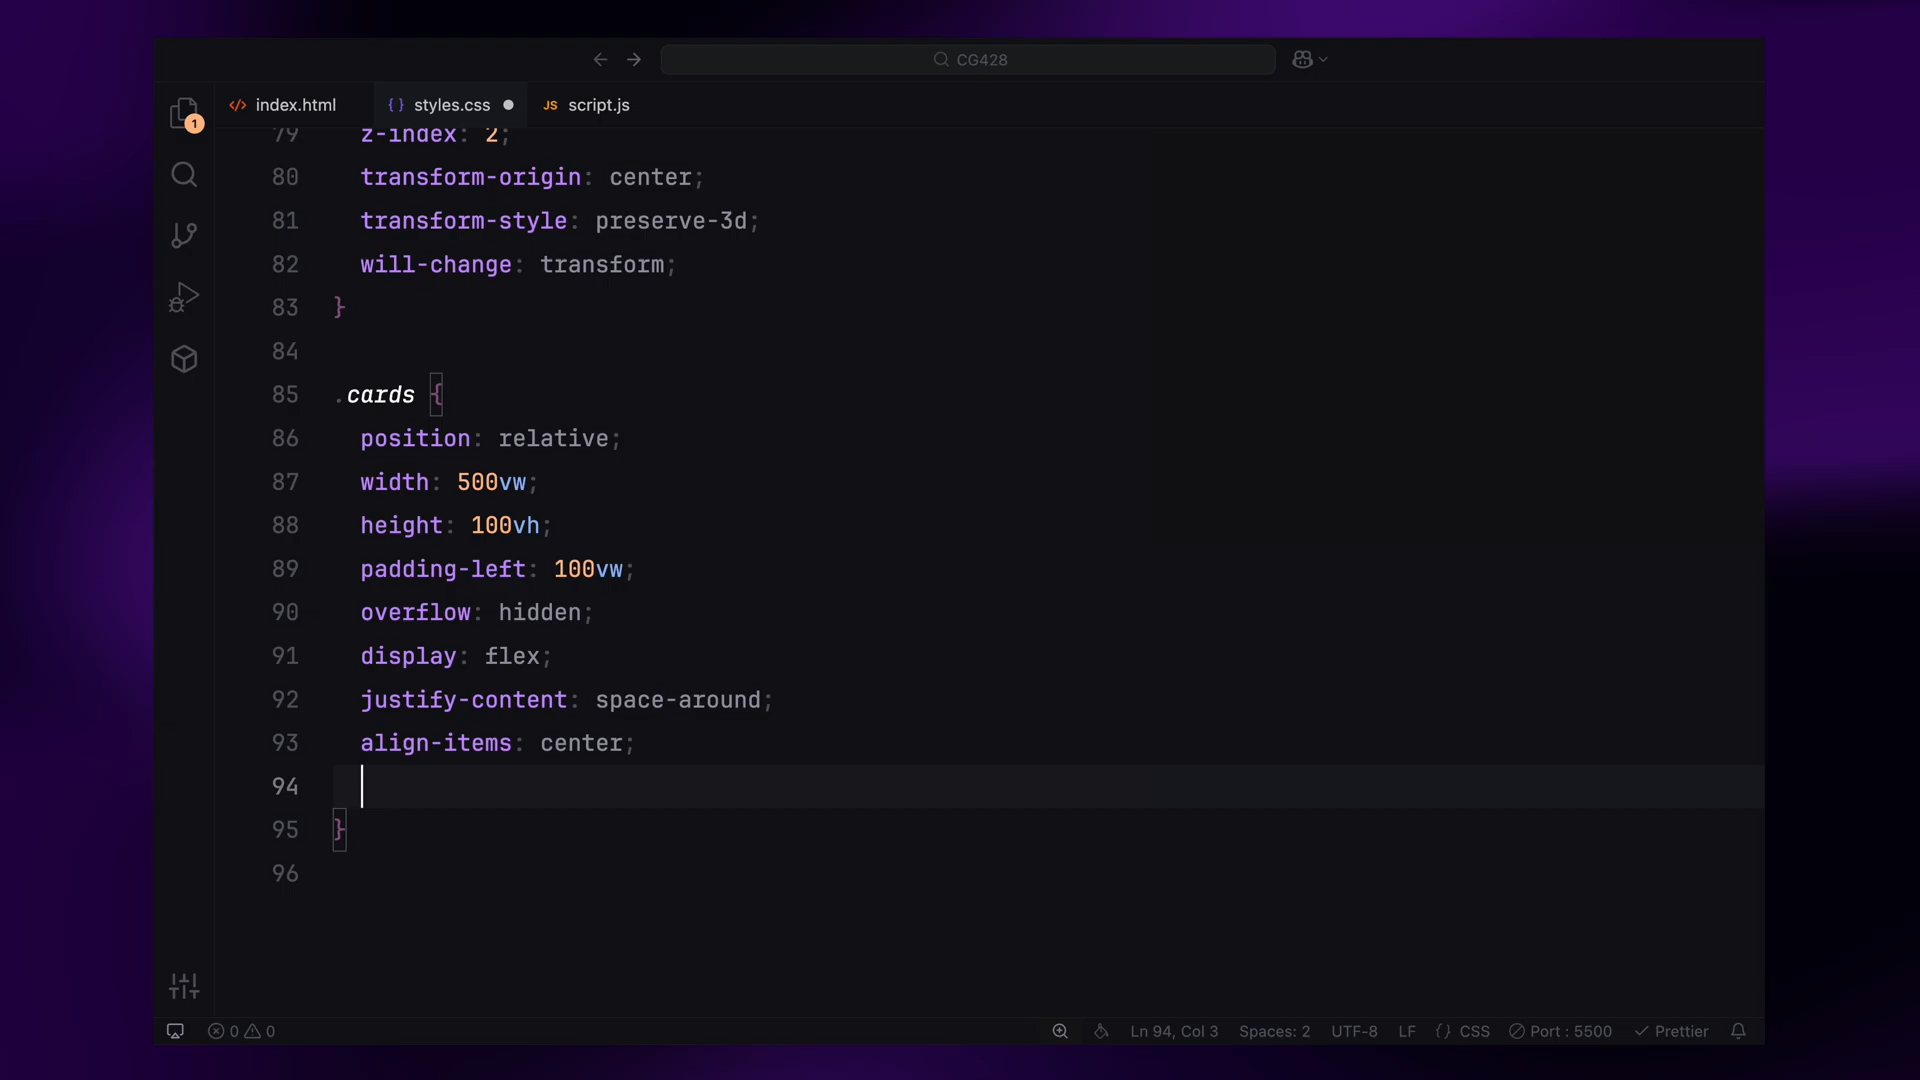 CG428
index.html
styles.css
JS script.js
1
79 z-index: 2;
80 transform-origin: center;
81 transform-style: preserve-3d;
82 will-change: transform;
83 }
84
85 .cards {
86 position: relative;
87 width: 500vw;
88 height: 100vh;
89 padding-left: 100vw;
90 overflow: hidden;
91 display: flex;
92 justify-content: space-around;
93 align-items: center;
94
95 }
96
0 0 Ln 94, Col 3 Spaces: 2 UTF-8 LF {} CSS Port : 5500 Prettier